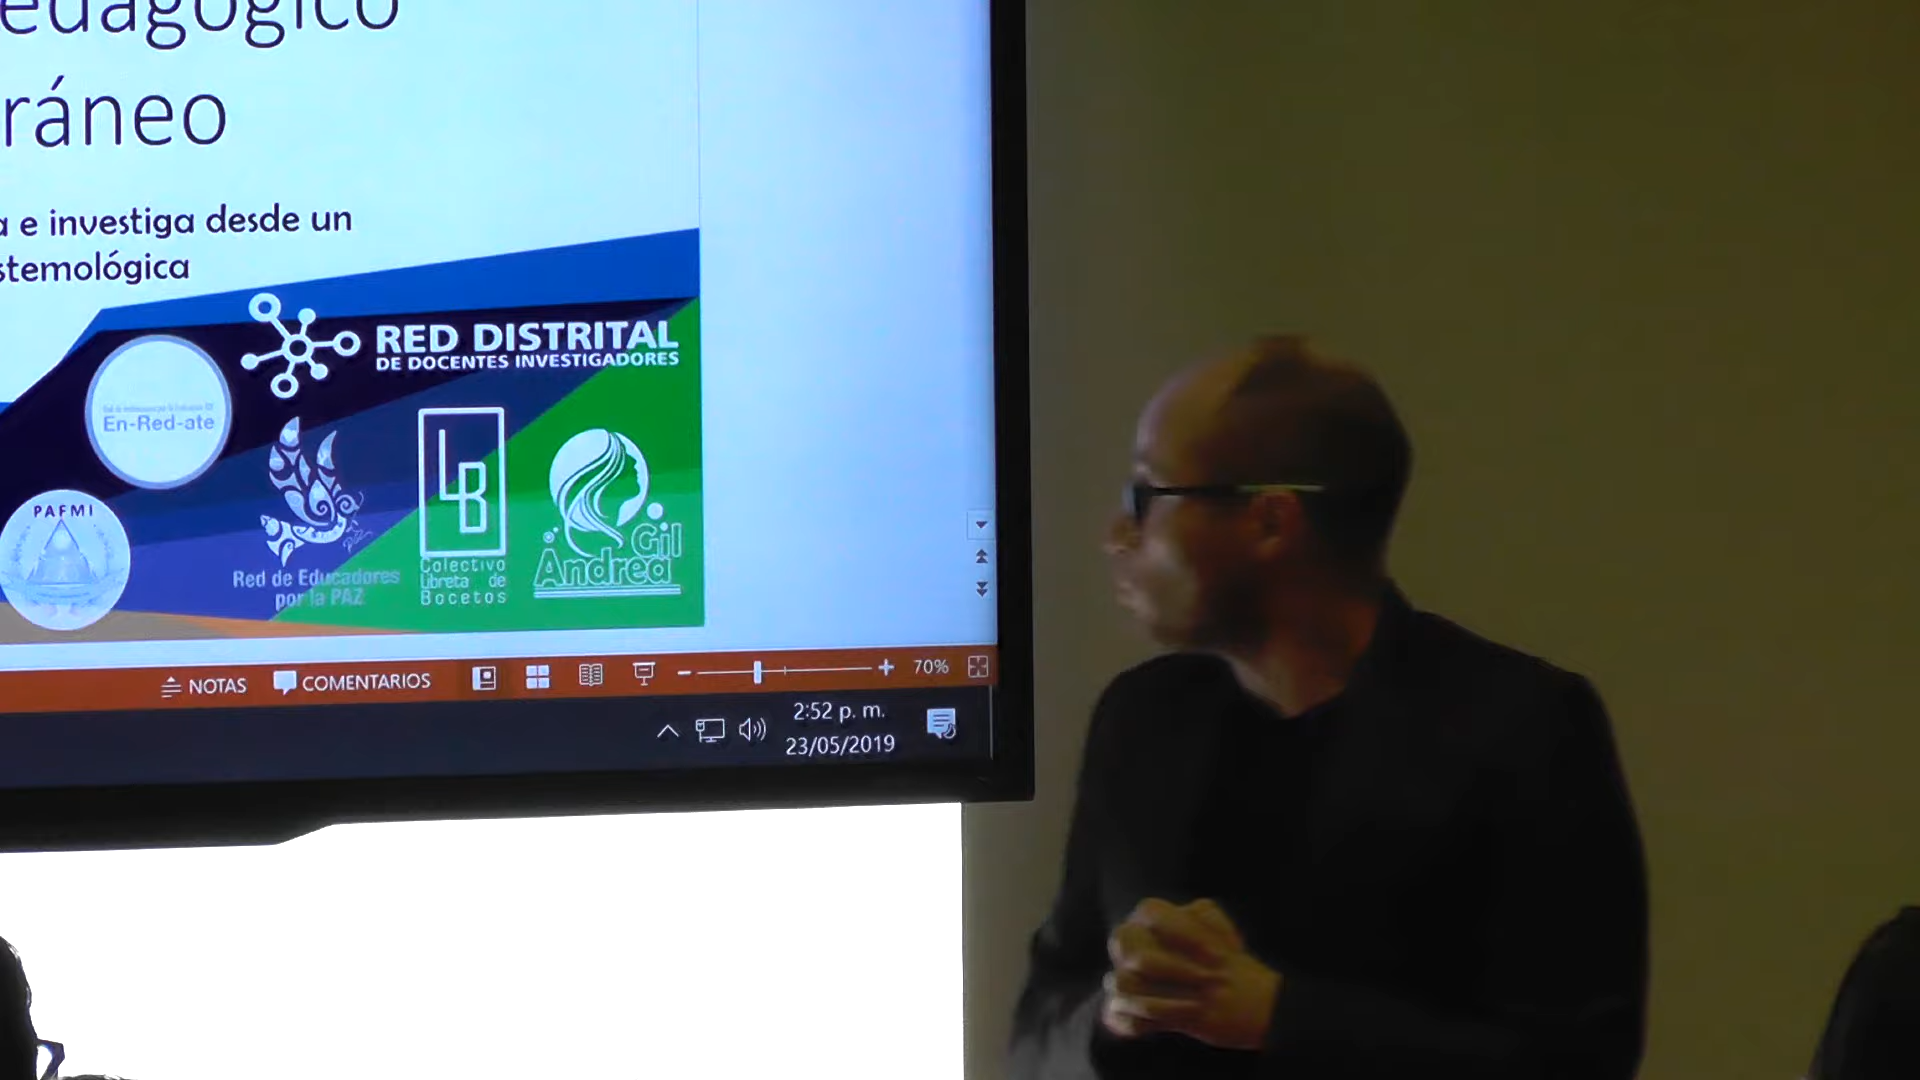 edagógico
ráneo
a e investiga desde un
stemológica
RED DISTRITAL
DE DOCENTES INVESTIGADORES
En-Red-ate
PAFMI
LB
Red de Educadores
por la PAZ
Colectivo
Libreta de
Bocetos
Gil
Andrea
NOTAS
COMENTARIOS
70%
2:52 p. m.
23/05/2019